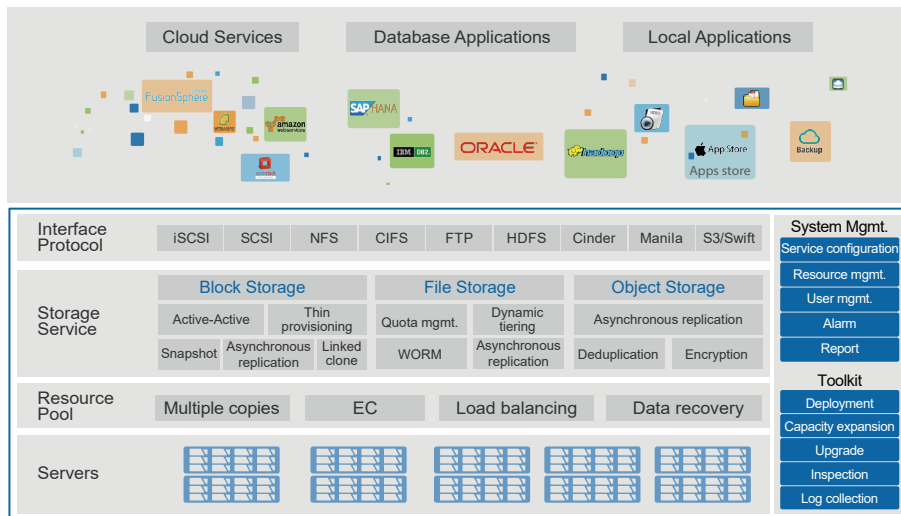 Cloud Services
Database Applications
Local Applications
FusionSphere
vmware
amazon
webservices
openstack
SAP HANA
IBM DB2.
ORACLE
hadoop
App Store
Apps store
Backup
Interface
Protocol
iSCSI
SCSI
NFS
CIFS
FTP
HDFS
Cinder
Manila
S3/Swift
Storage
Service
Block Storage
File Storage
Object Storage
Active-Active
Thin
provisioning
Quota mgmt.
Dynamic
tiering
Asynchronous replication
Snapshot
Asynchronous
replication
Linked
clone
WORM
Asynchronous
replication
Deduplication
Encryption
Resource
Pool
Multiple copies
EC
Load balancing
Data recovery
Servers
System Mgmt.
Service configuration
Resource mgmt.
User mgmt.
Alarm
Report
Toolkit
Deployment
Capacity expansion
Upgrade
Inspection
Log collection